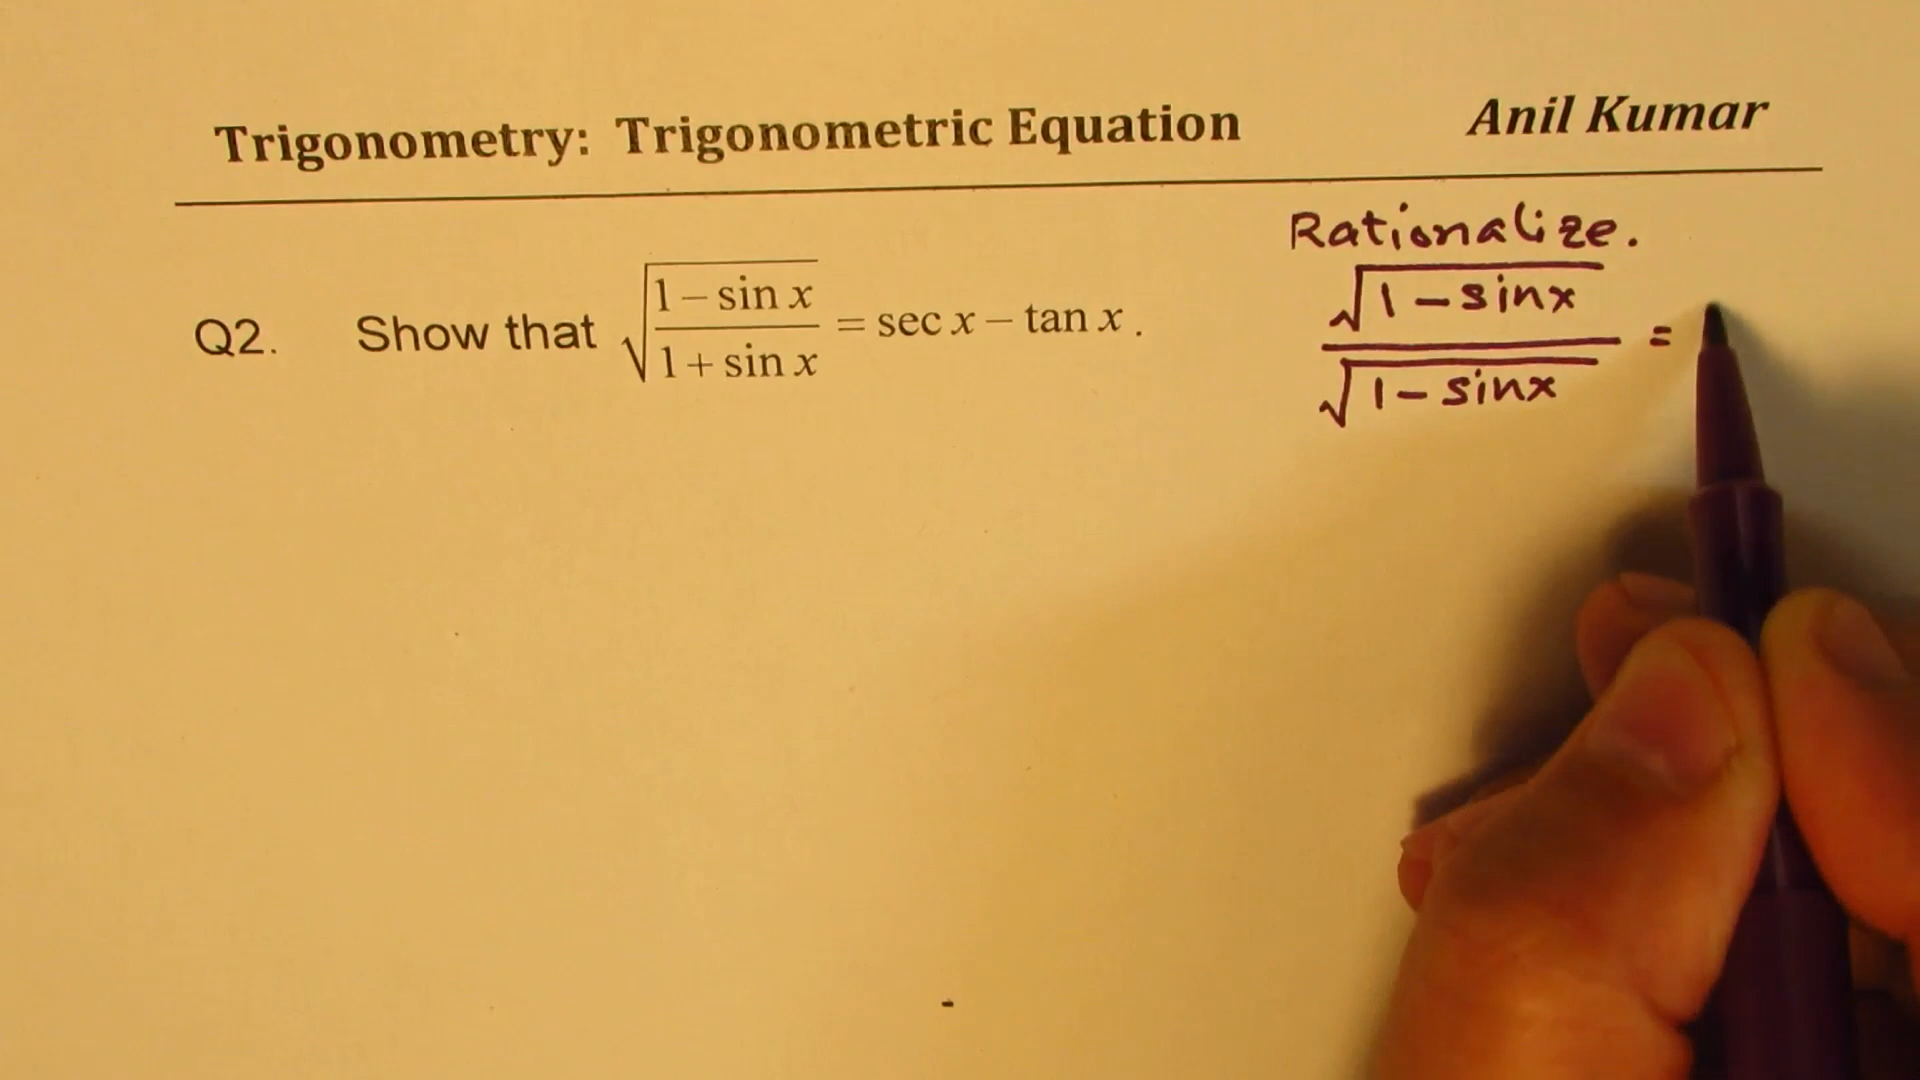 Trigonometry: Trigonometric Equation Anil Kumar
Q2. Show that √((1 − sin x)/(1 + sin x)) = sec x − tan x.
Rationalize.
√(1 − sinx)/√(1 − sinx) =